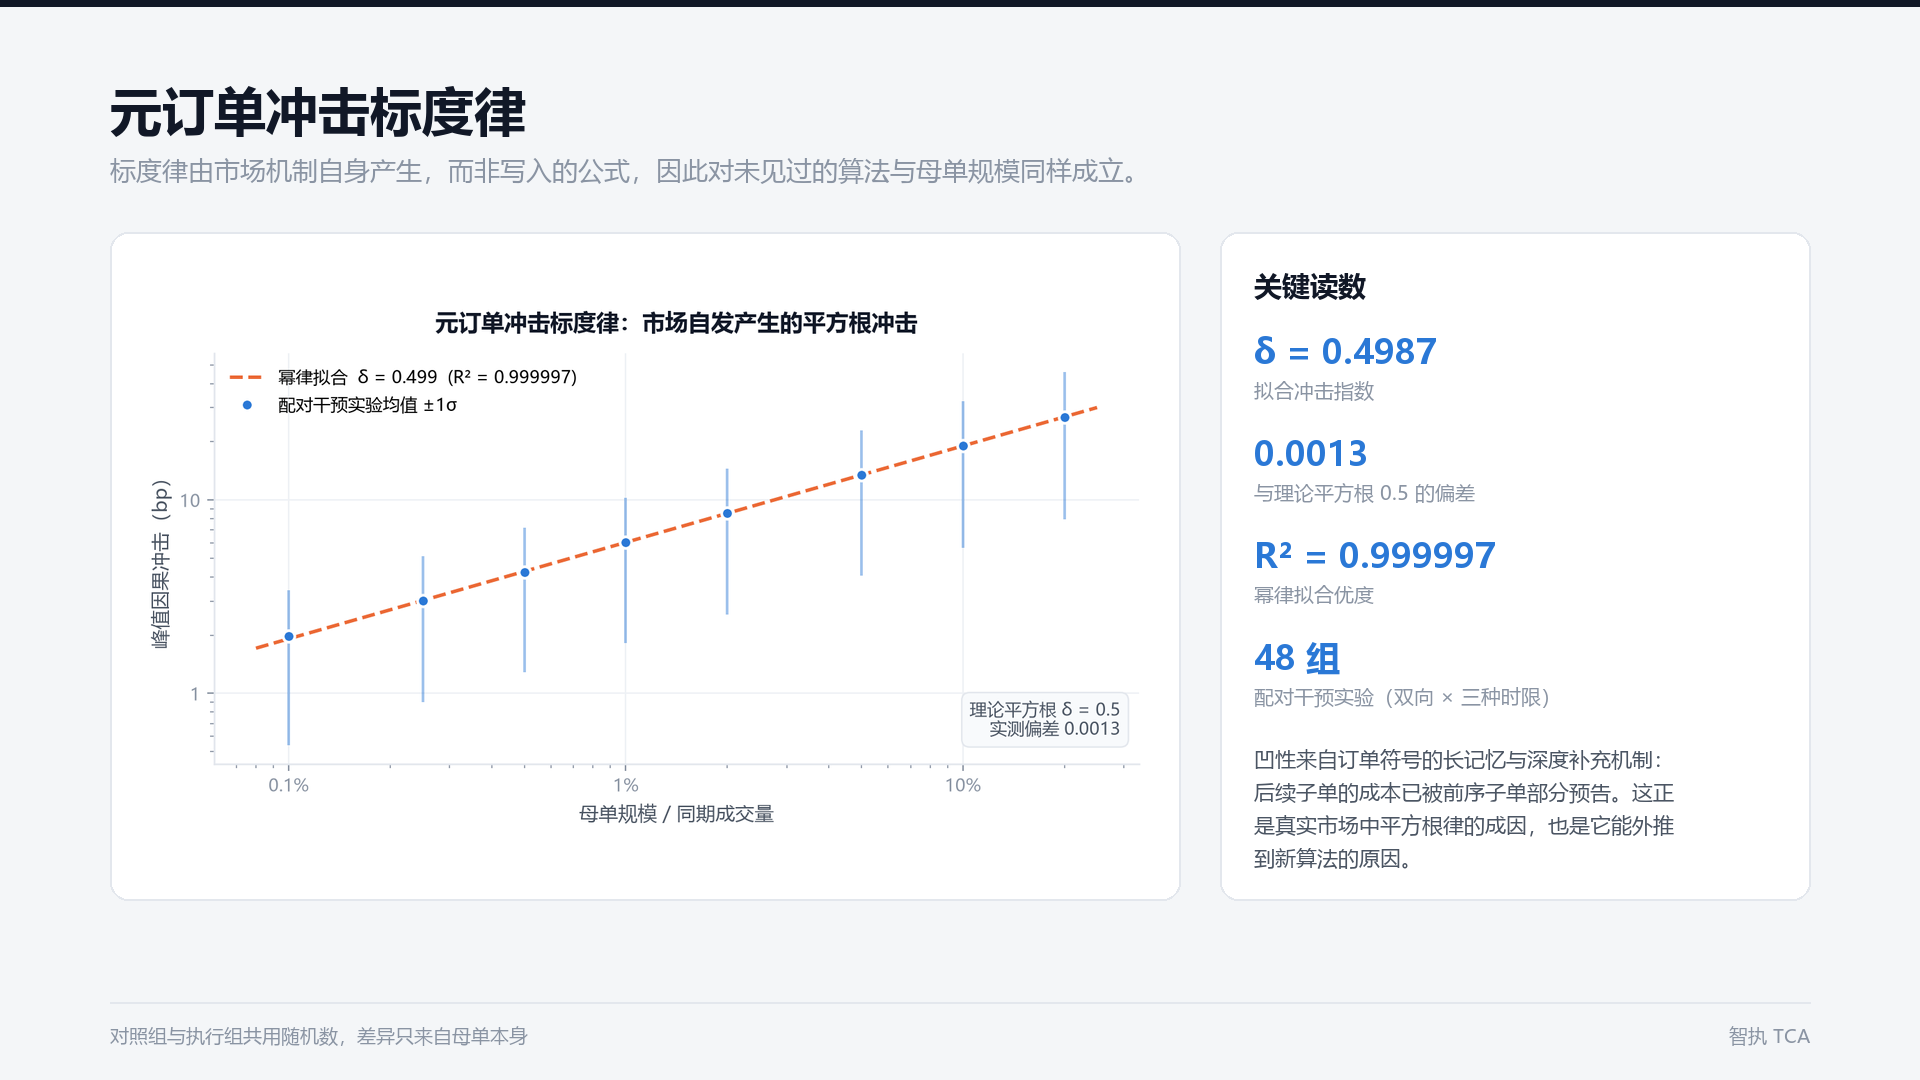 元订单冲击标度律
标度律由市场机制自身产生，而非写入的公式，因此对未见过的算法与母单规模同样成立。
元订单冲击标度律：市场自发产生的平方根冲击
幂律拟合 δ = 0.499 (R² = 0.999997)
配对干预实验均值 ±1σ
峰值因果冲击（bp）
10
1
理论平方根 δ = 0.5
实测偏差 0.0013
0.1%
1%
10%
母单规模 / 同期成交量
关键读数
δ = 0.4987
拟合冲击指数
0.0013
与理论平方根 0.5 的偏差
R² = 0.999997
幂律拟合优度
48 组
配对干预实验（双向 × 三种时限）
凹性来自订单符号的长记忆与深度补充机制：
后续子单的成本已被前序子单部分预告。这正
是真实市场中平方根律的成因，也是它能外推
到新算法的原因。
对照组与执行组共用随机数，差异只来自母单本身
智执 TCA